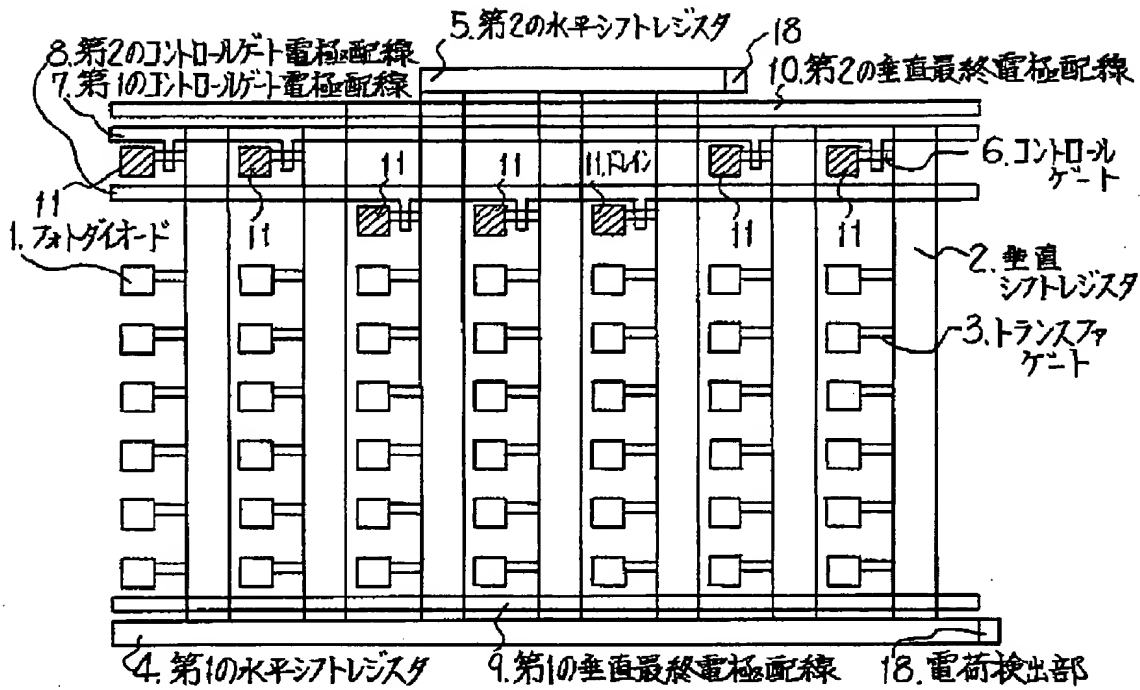 5.第2の水平シフトレジスタ
18
8.第2のコントロールゲート電極配線
7.第1のコントロールゲート電極配線
10.第2の垂直最終電極配線
11
11
11.ドレイン
6.コントロール
ゲート
11
11
11
11
1.フォトダイオード
2.垂直
シフトレジスタ
3.トランスファ
ゲート
4.第1の水平シフトレジスタ
9.第1の垂直最終電極配線
18.電荷検出部